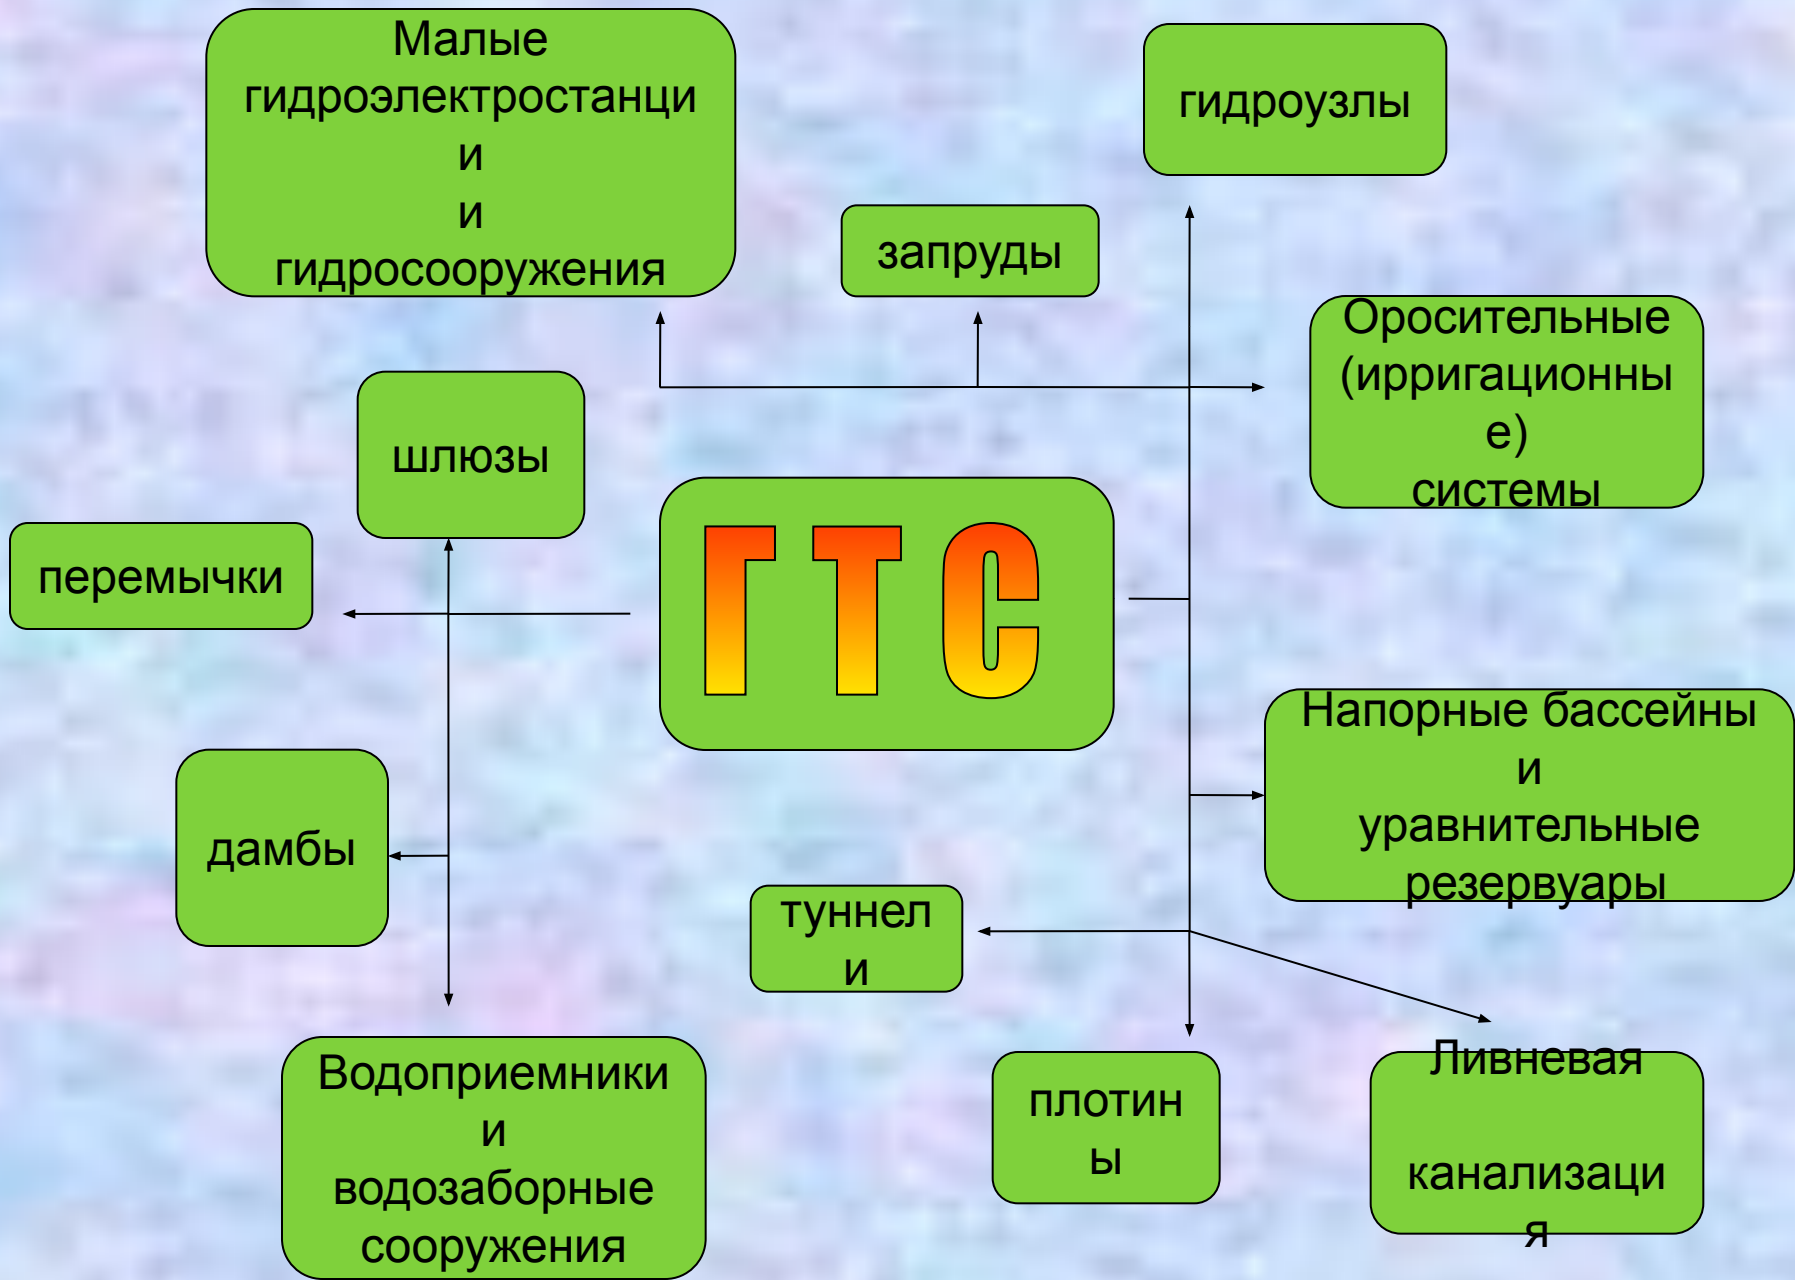 Малые
гидроэлектростанци
и
и
гидросооружения
гидроузлы
запруды
Оросительные
(ирригационны
е)
системы
шлюзы
перемычки
ГТС
Напорные бассейны
и
уравнительные
резервуары
дамбы
туннел
и
Водоприемники
и
водозаборные
сооружения
плотин
ы
Ливневая
канализаци
я